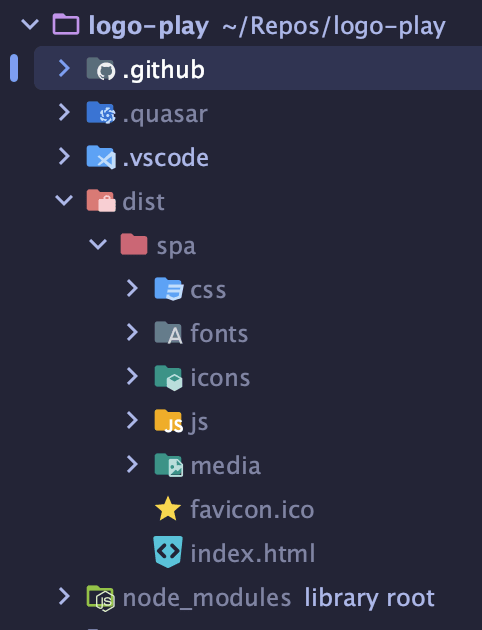 logo-play ~/Repos/logo-play
.github
.quasar
.vscode
dist
spa
css
fonts
icons
js
media
favicon.ico
index.html
node_modules library root